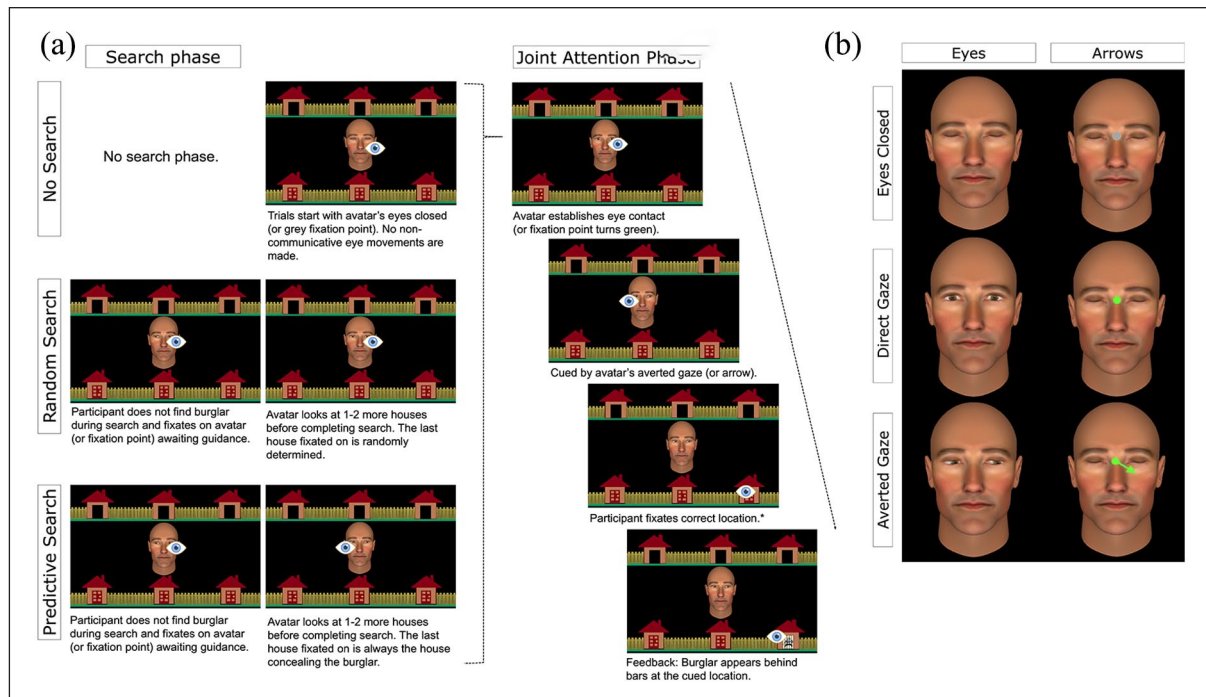 (a)
Search phase
Joint Attention Phase
No Search
No search phase.
Trials start with avatar's eyes closed
(or grey fixation point). No non-
communicative eye movements are
made.
Avatar establishes eye contact
(or fixation point turns green).
Cued by avatar's averted gaze (or arrow).
Participant fixates correct location.*
Feedback: Burglar appears behind
bars at the cued location.
Random Search
Participant does not find burglar
during search and fixates on avatar
(or fixation point) awaiting guidance.
Avatar looks at 1-2 more houses
before completing search. The last
house fixated on is randomly
determined.
Predictive Search
Participant does not find burglar
during search and fixates on avatar
(or fixation point) awaiting guidance.
Avatar looks at 1-2 more houses
before completing search. The last
house fixated on is always the house
concealing the burglar.
(b)
Eyes
Arrows
Eyes Closed
Direct Gaze
Averted Gaze